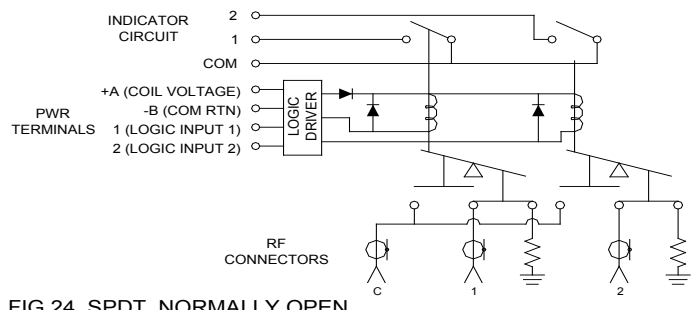 INDICATOR
CIRCUIT
2
1
COM
PWR
TERMINALS
+A (COIL VOLTAGE)
-B (COM RTN)
1 (LOGIC INPUT 1)
2 (LOGIC INPUT 2)
LOGIC
DRIVER
RF
CONNECTORS
C
1
2
FIG 24. SPDT, NORMALLY OPEN